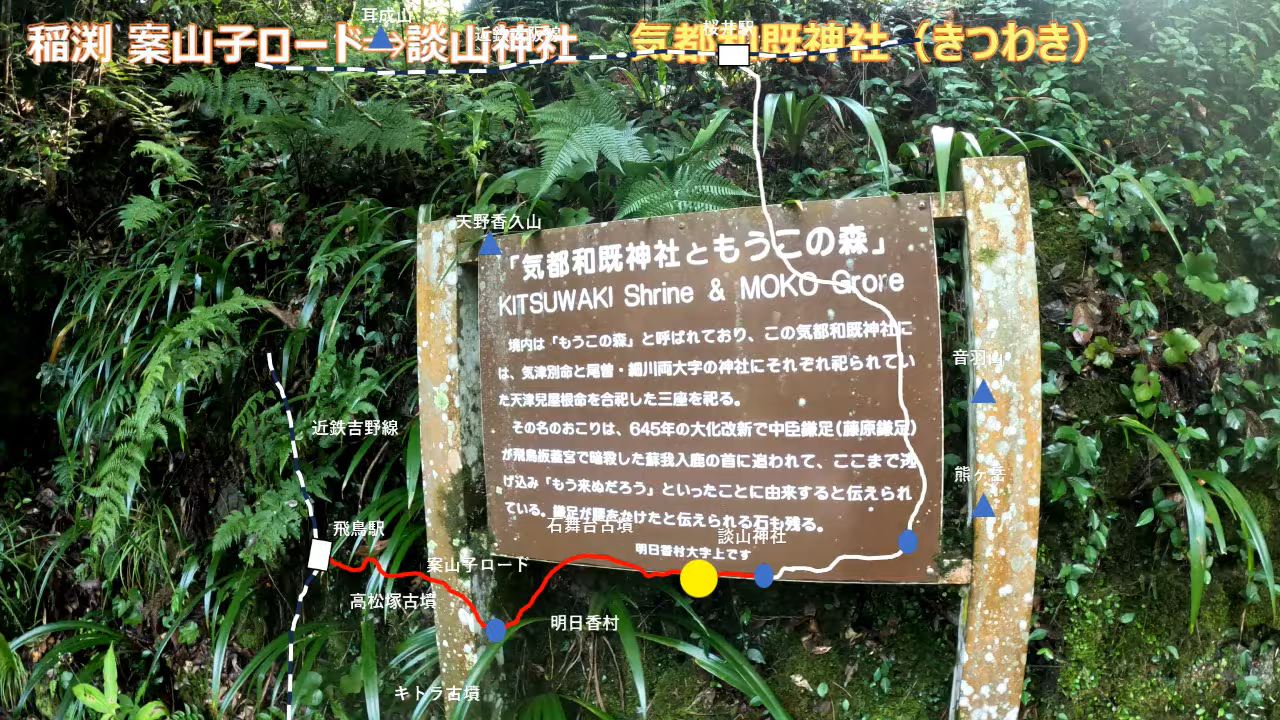 稲渕 案山子ロード⇒談山神社 気都和既神社（きつわき）
耳成山
近鉄大阪線
桜井駅
天野香久山
「気都和既神社ともうこの森」
KITSUWAKI Shrine & MOKO Grore
境内は「もうこの森」と呼ばれており、この気都和既神社に
は、気津別命と尾曽・細川両大字の神社にそれぞれ祀られてい
た天津児屋根命を合祀した三座を祀る。
その名のおこりは、645年の大化改新で中臣鎌足(藤原鎌足)
が飛鳥板蓋宮で暗殺した蘇我入鹿の首に追われて、ここまで逃
げ込み「もう来ぬだろう」といったことに由来すると伝えられ
ている。鎌足が腰をかけたと伝えられる石も残る。
明日香村大字上です
音羽山
熊ヶ岳
近鉄吉野線
飛鳥駅
石舞台古墳
談山神社
案山子ロード
高松塚古墳
明日香村
キトラ古墳